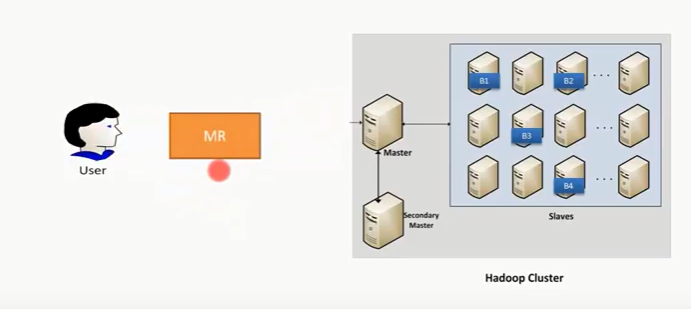 User
MR
Master
Secondary
Master
B1
B2
...
B3
...
B4
...
Slaves
Hadoop Cluster